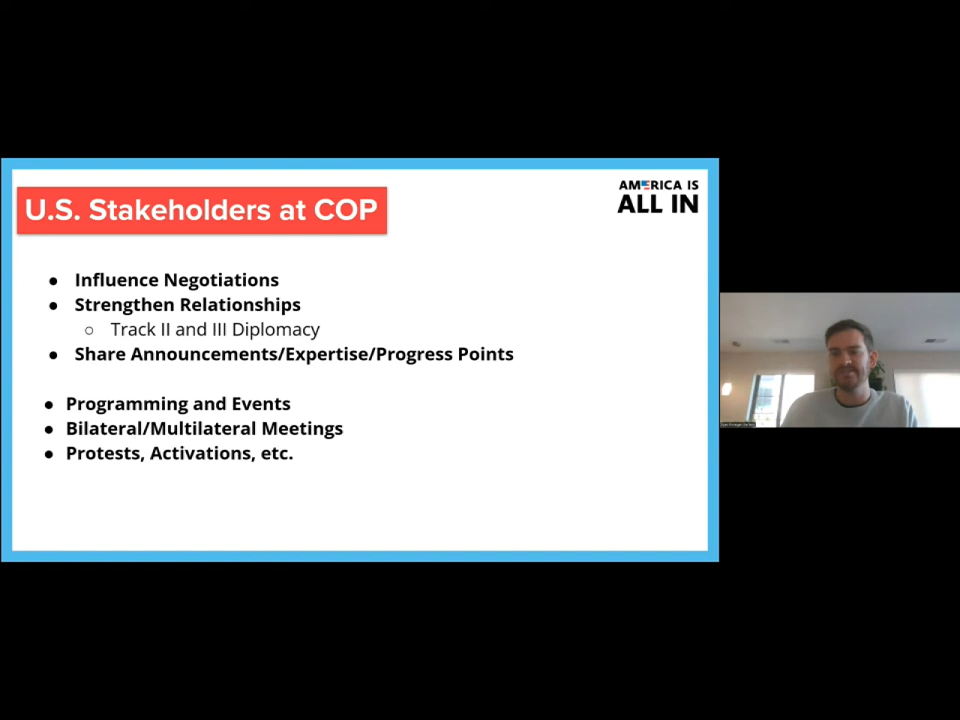 U.S. Stakeholders at COP
AMERICA IS
ALL IN
● Influence Negotiations
● Strengthen Relationships
○ Track II and III Diplomacy
● Share Announcements/Expertise/Progress Points
● Programming and Events
● Bilateral/Multilateral Meetings
● Protests, Activations, etc.